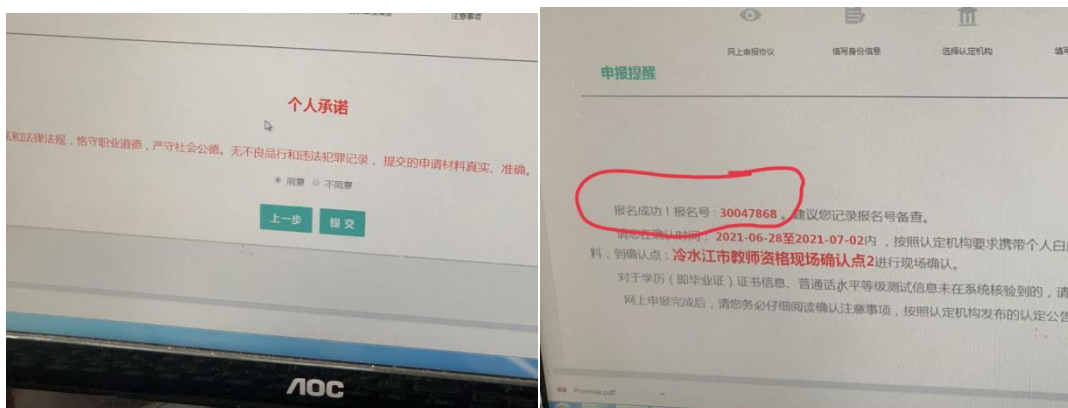 注意事项
个人承诺
法和法律法规，恪守职业道德，严守社会公德。无不良品行和违法犯罪记录，提交的申请材料真实、准确。
同意 不同意
上一步 提交
AOC
网上申报协议 填写身份信息 选择认定机构 填写
申报提醒
报名成功！报名号：30047868 。建议您记录报名号备查。
请您在确认时间：2021-06-28至2021-07-02内，按照认定机构要求携带个人白底
料，到确认点：冷水江市教师资格现场确认点2进行现场确认。
对于学历（即毕业证）证书信息、普通话水平等级测试信息未在系统核验到的，请
网上申报完成后，请您务必仔细阅读确认注意事项，按照认定机构发布的认定公告
Promise.pdf